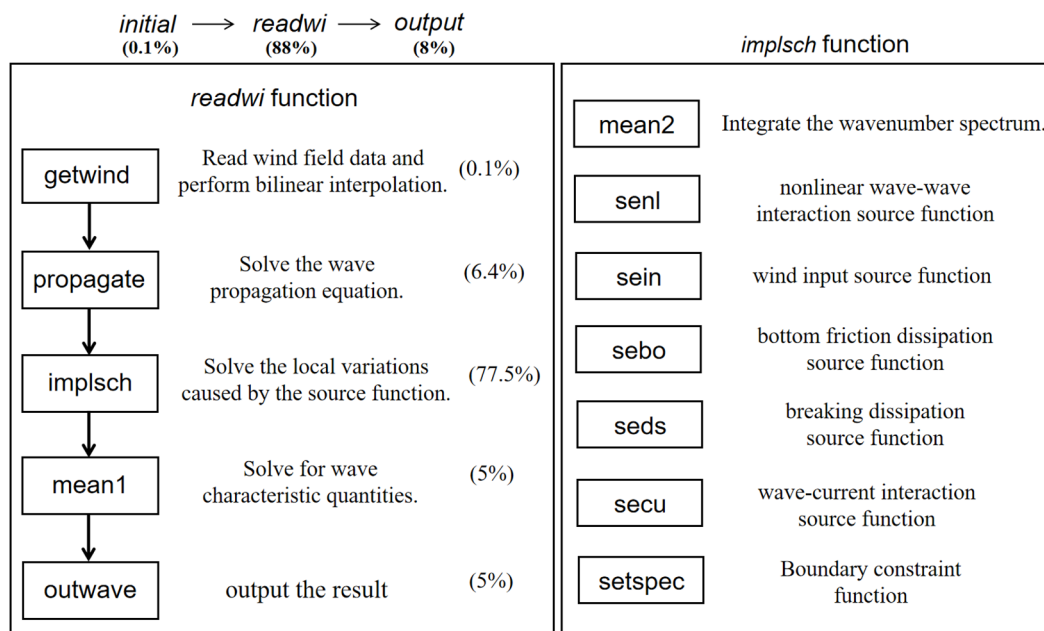 initial → readwi → output
(0.1%) (88%) (8%)
readwi function
getwind
Read wind field data and
perform bilinear interpolation.
(0.1%)
propagate
Solve the wave
propagation equation.
(6.4%)
implsch
Solve the local variations
caused by the source function.
(77.5%)
mean1
Solve for wave
characteristic quantities.
(5%)
outwave
output the result
(5%)
implsch function
mean2
Integrate the wavenumber spectrum.
senl
nonlinear wave-wave
interaction source function
sein
wind input source function
sebo
bottom friction dissipation
source function
seds
breaking dissipation
source function
secu
wave-current interaction
source function
setspec
Boundary constraint
function